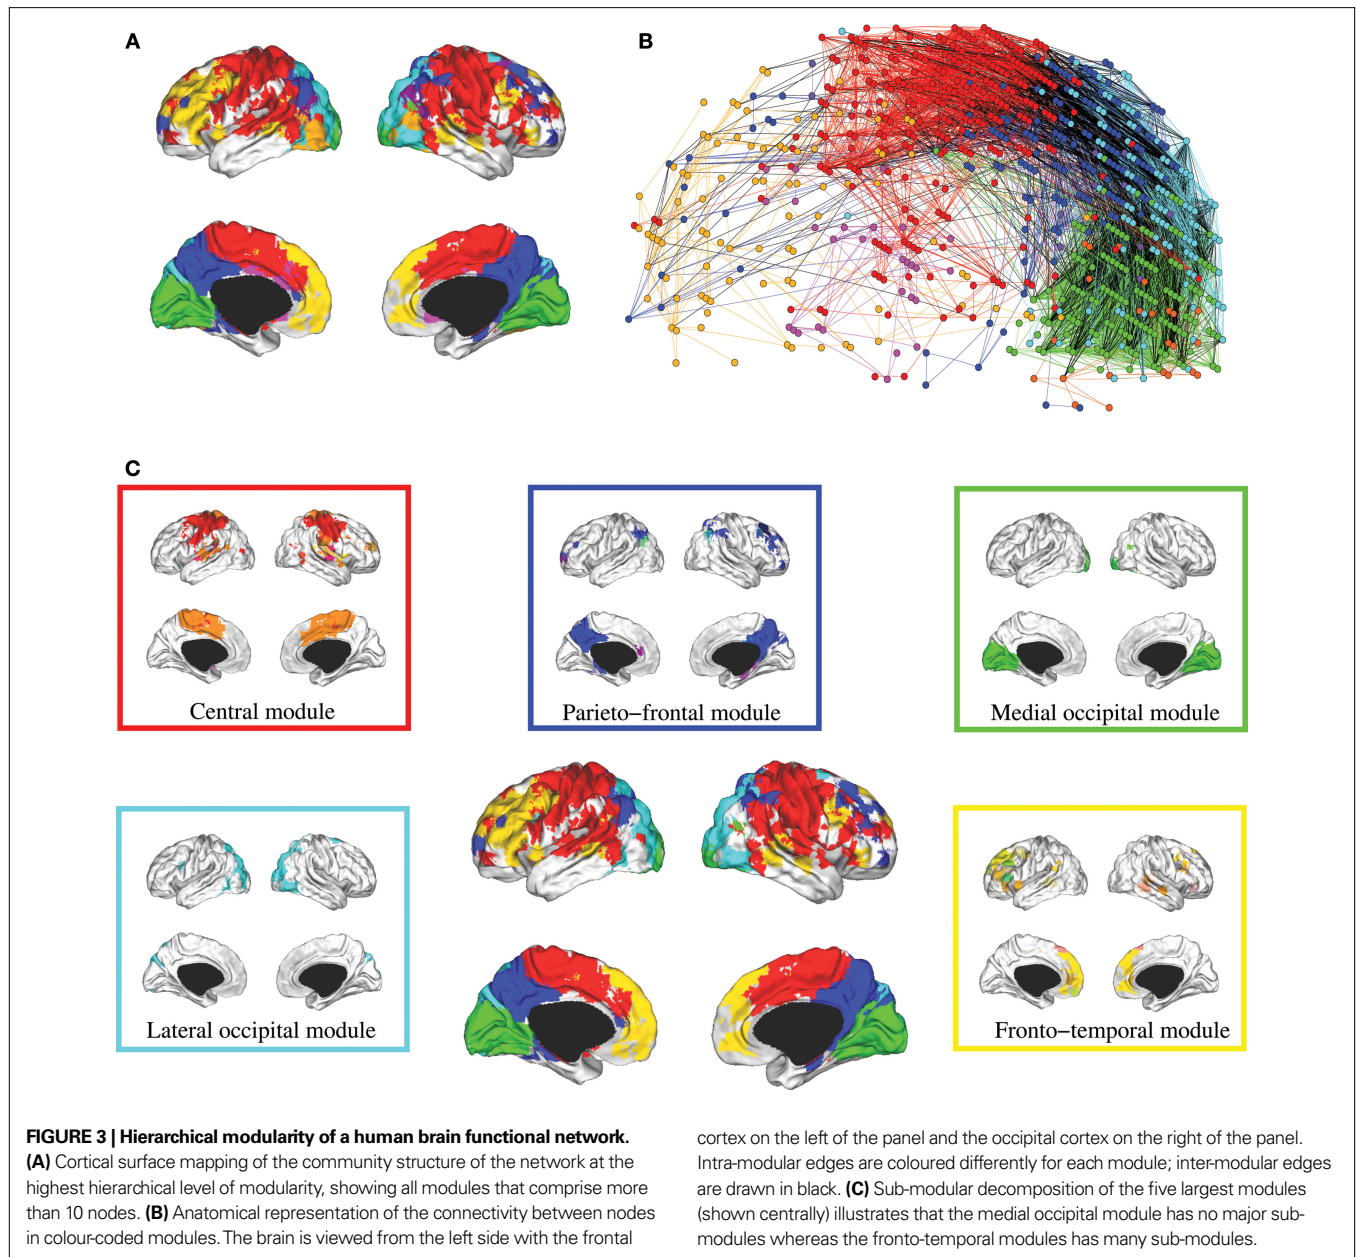 A
B
C
Central module
Parieto−frontal module
Medial occipital module
Lateral occipital module
Fronto−temporal module
FIGURE 3 | Hierarchical modularity of a human brain functional network.
(A) Cortical surface mapping of the community structure of the network at the
highest hierarchical level of modularity, showing all modules that comprise more
than 10 nodes. (B) Anatomical representation of the connectivity between nodes
in colour-coded modules. The brain is viewed from the left side with the frontal
cortex on the left of the panel and the occipital cortex on the right of the panel.
Intra-modular edges are coloured differently for each module; inter-modular edges
are drawn in black. (C) Sub-modular decomposition of the five largest modules
(shown centrally) illustrates that the medial occipital module has no major sub-
modules whereas the fronto-temporal modules has many sub-modules.